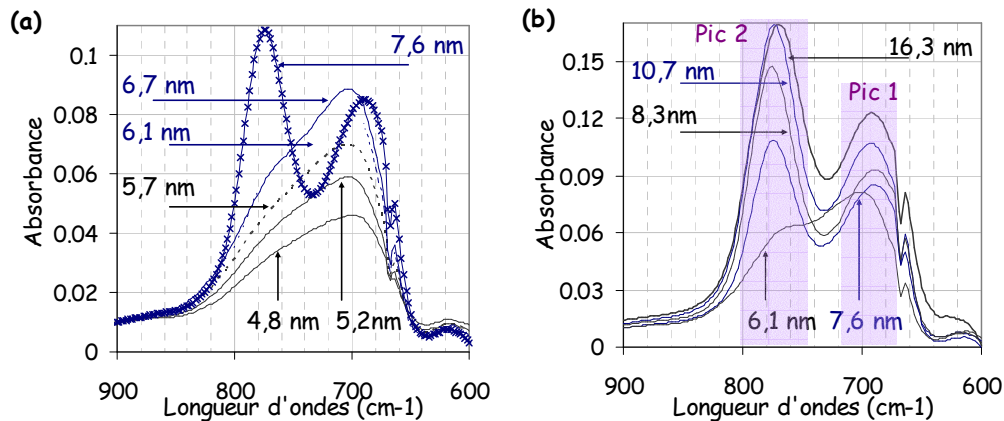 (a)
0.1
0.08
0.06
0.04
0.02
0
Absorbance
7,6 nm
6,7 nm
6,1 nm
5,7 nm
4,8 nm
5,2nm
900
800
700
600
Longueur d'ondes (cm-1)
(b)
0.15
0.12
0.09
0.06
0.03
0
Absorbance
Pic 2
16,3 nm
10,7 nm
Pic 1
8,3nm
6,1 nm
7,6 nm
900
800
700
600
Longueur d'ondes (cm-1)